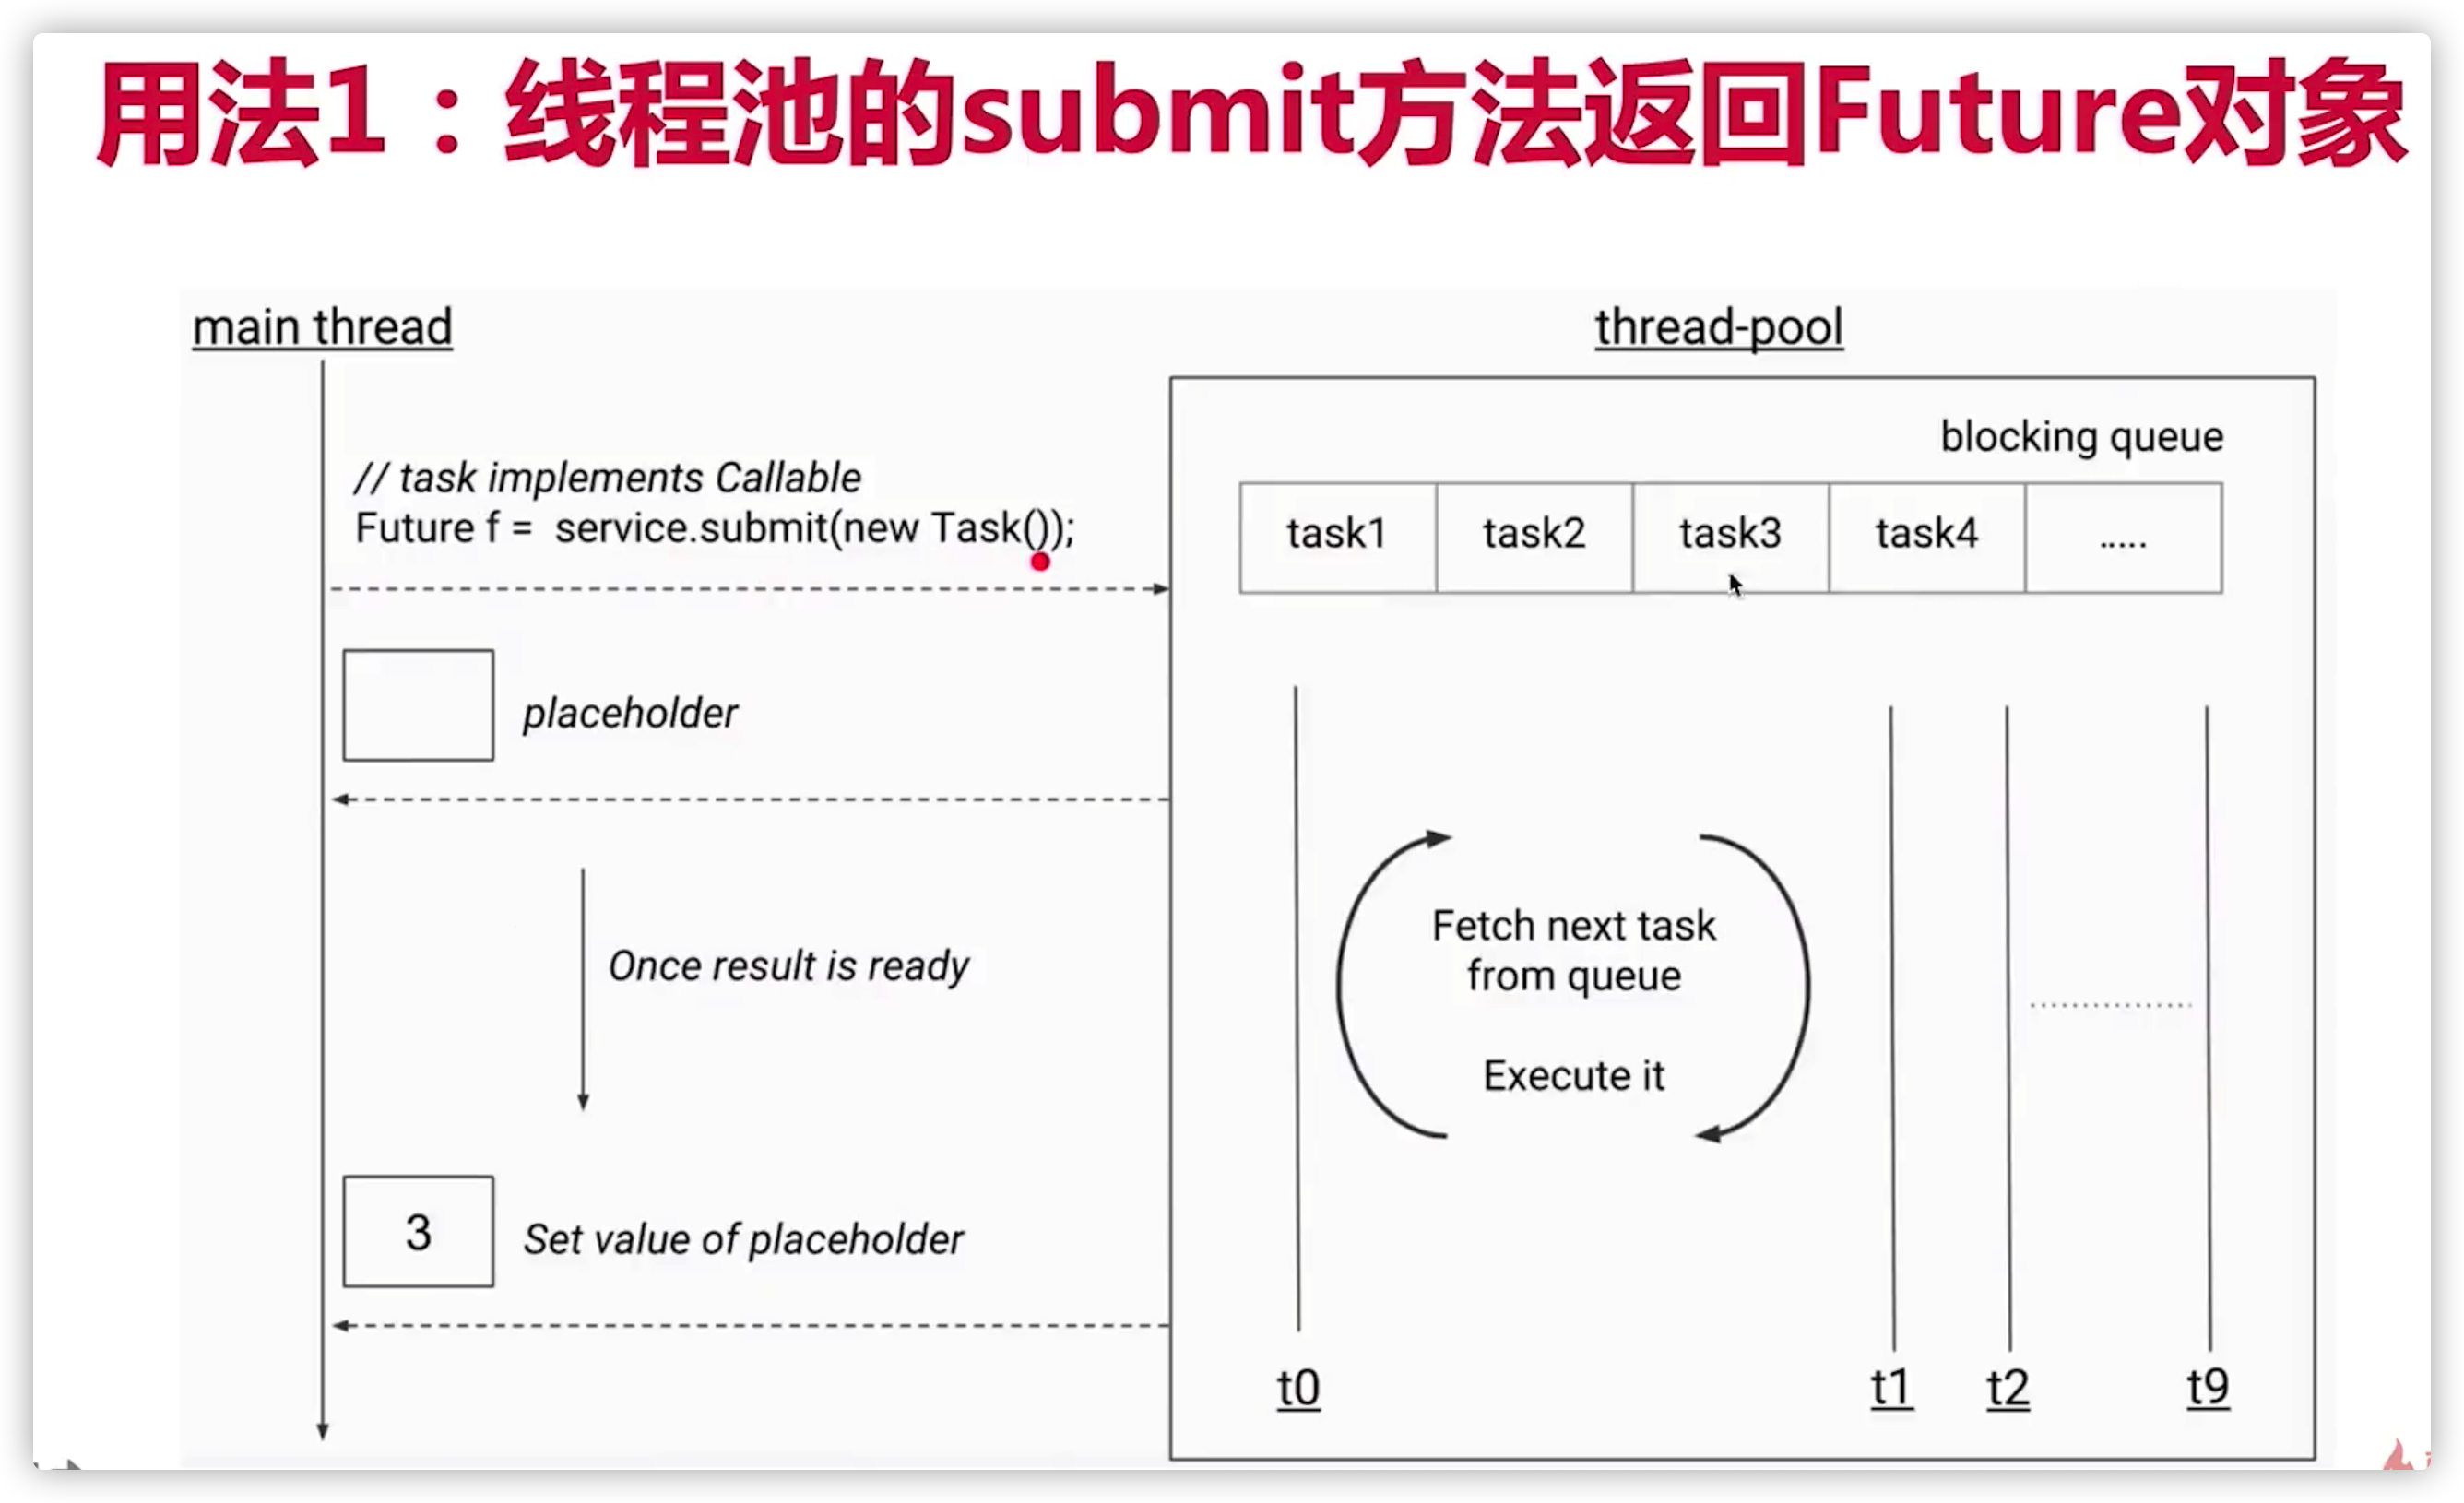 用法1：线程池的submit方法返回Future对象
main thread
// task implements Callable
Future f =  service.submit(new Task());
placeholder
Once result is ready
3
Set value of placeholder
thread-pool
blocking queue
task1
task2
task3
task4
.....
Fetch next task
from queue
Execute it
t0
t1
t2
t9